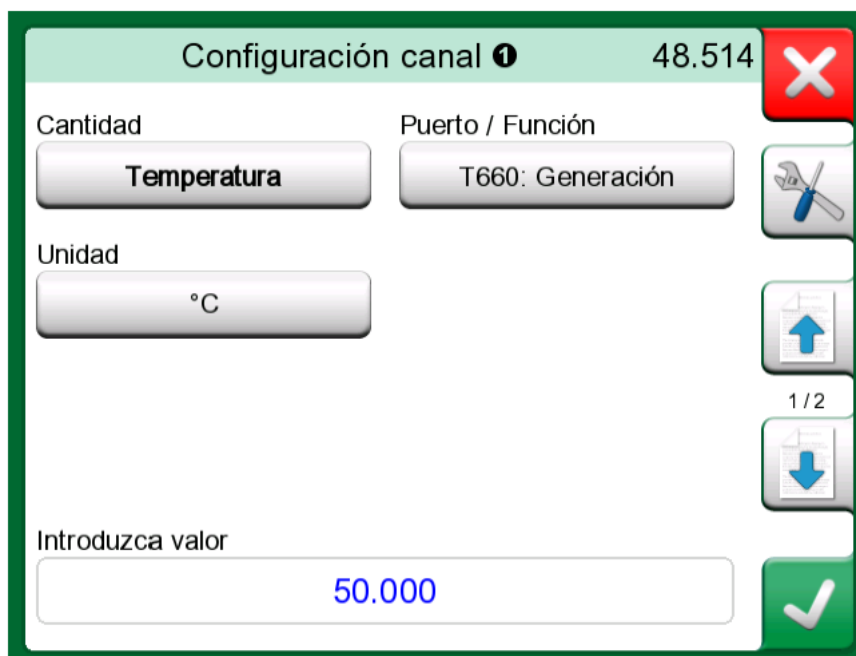 Configuración canal ❶ 48.514
Cantidad Puerto / Función
Temperatura T660: Generación
Unidad
°C
1 / 2
Introduzca valor
50.000